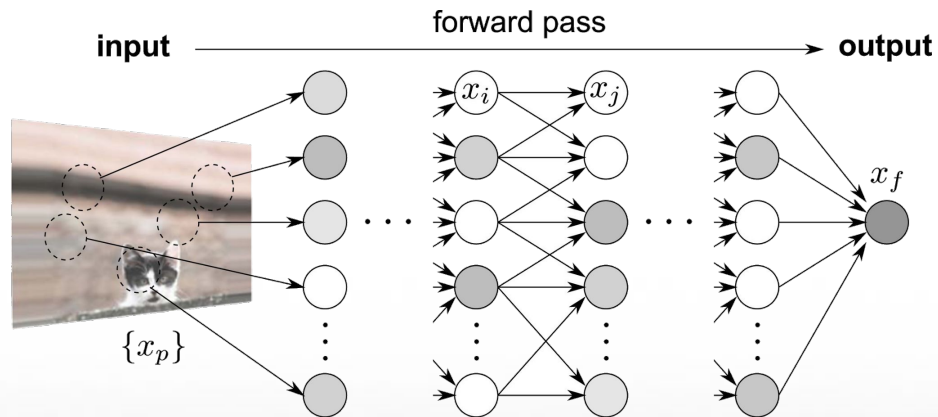 forward pass
input
output
x_i
x_j
x_f
{x_p}